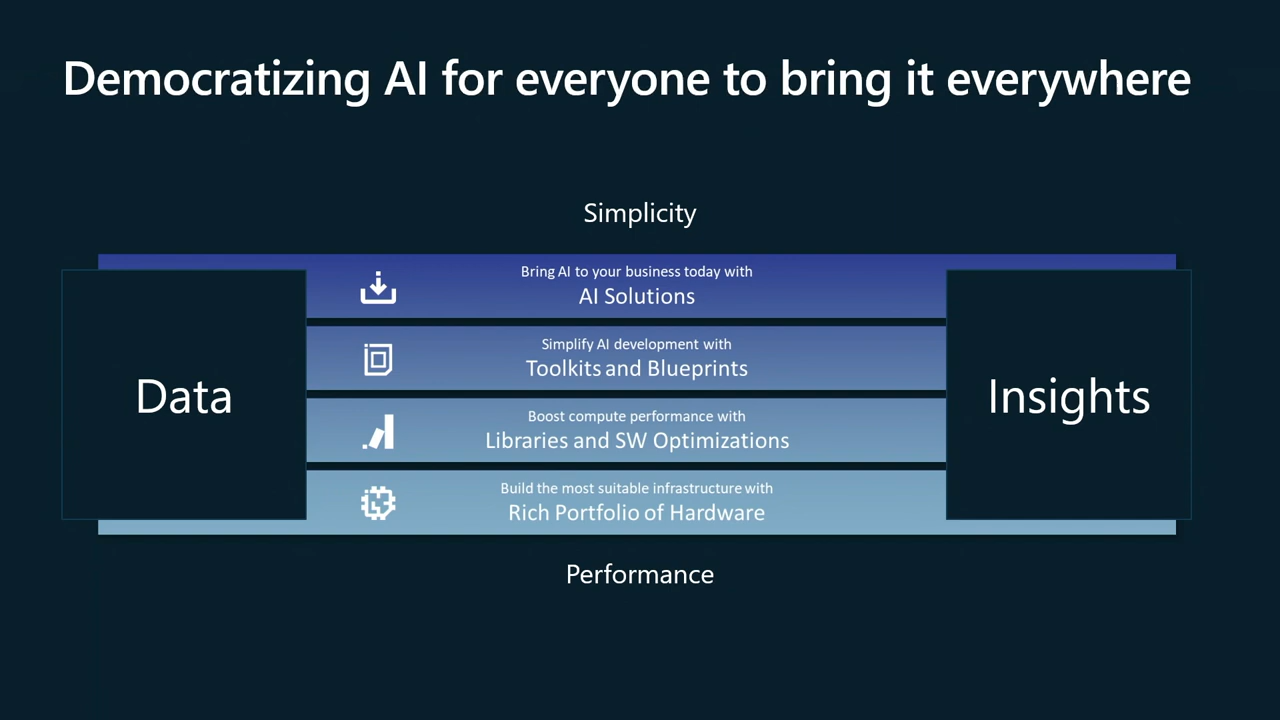 Democratizing AI for everyone to bring it everywhere
Simplicity
Bring AI to your business today with
AI Solutions
Simplify AI development with
Toolkits and Blueprints
Data
Insights
Boost compute performance with
Libraries and SW Optimizations
Build the most suitable infrastructure with
Rich Portfolio of Hardware
Performance